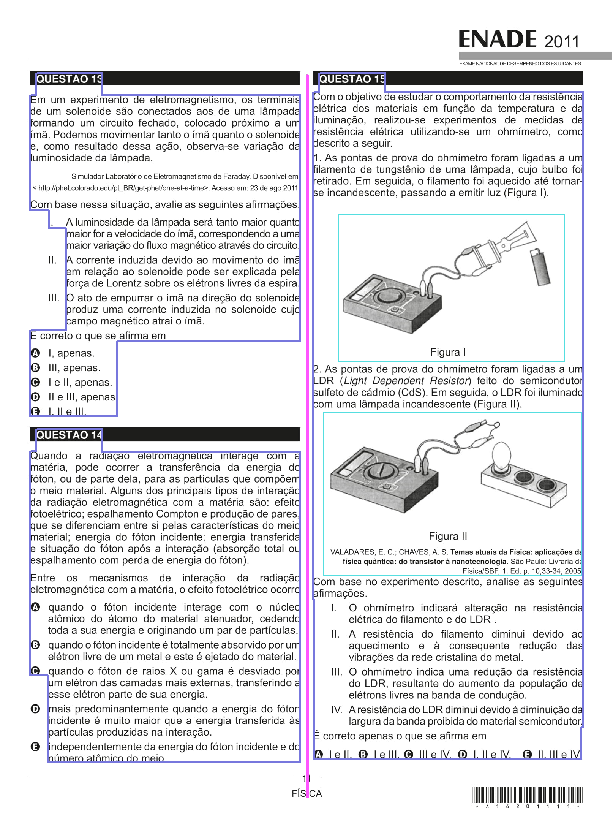 ENADE 2011
EXAME NACIONAL DE DESEMPENHO DOS ESTUDANTES
QUESTÃO 13
Em um experimento de eletromagnetismo, os terminais
de um solenoide são conectados aos de uma lâmpada
formando um circuito fechado, colocado próximo a um
ímã. Podemos movimentar tanto o ímã quanto o solenoide
e, como resultado dessa ação, observa-se variação da
luminosidade da lâmpada.
Simulador Laboratório de Eletromagnetismo de Faraday. Disponível em:
Com base nessa situação, avalie as seguintes afirmações.
I. A luminosidade da lâmpada será tanto maior quanto
maior for a velocidade do ímã, correspondendo a uma
maior variação do fluxo magnético através do circuito.
II. A corrente induzida devido ao movimento do ímã
em relação ao solenoide pode ser explicada pela
força de Lorentz sobre os elétrons livres da espira.
III. O ato de empurrar o ímã na direção do solenoide
produz uma corrente induzida no solenoide cujo
campo magnético atrai o ímã.
É correto o que se afirma em
A I, apenas.
B III, apenas.
C I e II, apenas.
D II e III, apenas.
E I, II e III.
QUESTÃO 14
Quando a radiação eletromagnética interage com a
matéria, pode ocorrer a transferência da energia do
fóton, ou de parte dela, para as partículas que compõem
o meio material. Alguns dos principais tipos de interação
da radiação eletromagnética com a matéria são: efeito
fotoelétrico; espalhamento Compton e produção de pares,
que se diferenciam entre si pelas características do meio
material; energia do fóton incidente; energia transferida
e situação do fóton após a interação (absorção total ou
espalhamento com perda de energia do fóton).
Entre os mecanismos de interação da radiação
eletromagnética com a matéria, o efeito fotoelétrico ocorre
A quando o fóton incidente interage com o núcleo
atômico do átomo do material atenuador, cedendo
toda a sua energia e originando um par de partículas.
B quando o fóton incidente é totalmente absorvido por um
elétron livre de um metal e este é ejetado do material.
C quando o fóton de raios X ou gama é desviado por
um elétron das camadas mais externas, transferindo a
esse elétron parte de sua energia.
D mais predominantemente quando a energia do fóton
incidente é muito maior que a energia transferida às
partículas produzidas na interação.
E independentemente da energia do fóton incidente e do
número atômico do meio.
QUESTÃO 15
Com o objetivo de estudar o comportamento da resistência
elétrica dos materiais em função da temperatura e da
iluminação, realizou-se experimentos de medidas de
resistência elétrica utilizando-se um ohmímetro, como
descrito a seguir.
1. As pontas de prova do ohmímetro foram ligadas a um
filamento de tungstênio de uma lâmpada, cujo bulbo foi
retirado. Em seguida, o filamento foi aquecido até tornar-
se incandescente, passando a emitir luz (Figura I).
Figura I
2. As pontas de prova do ohmímetro foram ligadas a um
LDR (Light Dependent Resistor) feito do semicondutor
sulfeto de cádmio (CdS). Em seguida, o LDR foi iluminado
com uma lâmpada incandescente (Figura II).
Figura II
VALADARES, E. C.; CHAVES, A. S. Temas atuais da Física: aplicações da
física quântica: do transistor à nanotecnologia. São Paulo: Livraria da
Física/SBF, 1. Ed. p. 10,33-34, 2005.
Com base no experimento descrito, analise as seguintes
afirmações.
I. O ohmímetro indicará alteração na resistência
elétrica do filamento e do LDR .
II. A resistência do filamento diminui devido ao
aquecimento e à consequente redução das
vibrações da rede cristalina do metal.
III. O ohmímetro indica uma redução da resistência
do LDR, resultante do aumento da população de
elétrons livres na banda de condução.
IV. A resistência do LDR diminui devido à diminuição da
largura da banda proibida do material semicondutor.
É correto apenas o que se afirma em
A I e II. B I e III. C III e IV. D I, II e IV. E II, III e IV.
11
FÍSICA